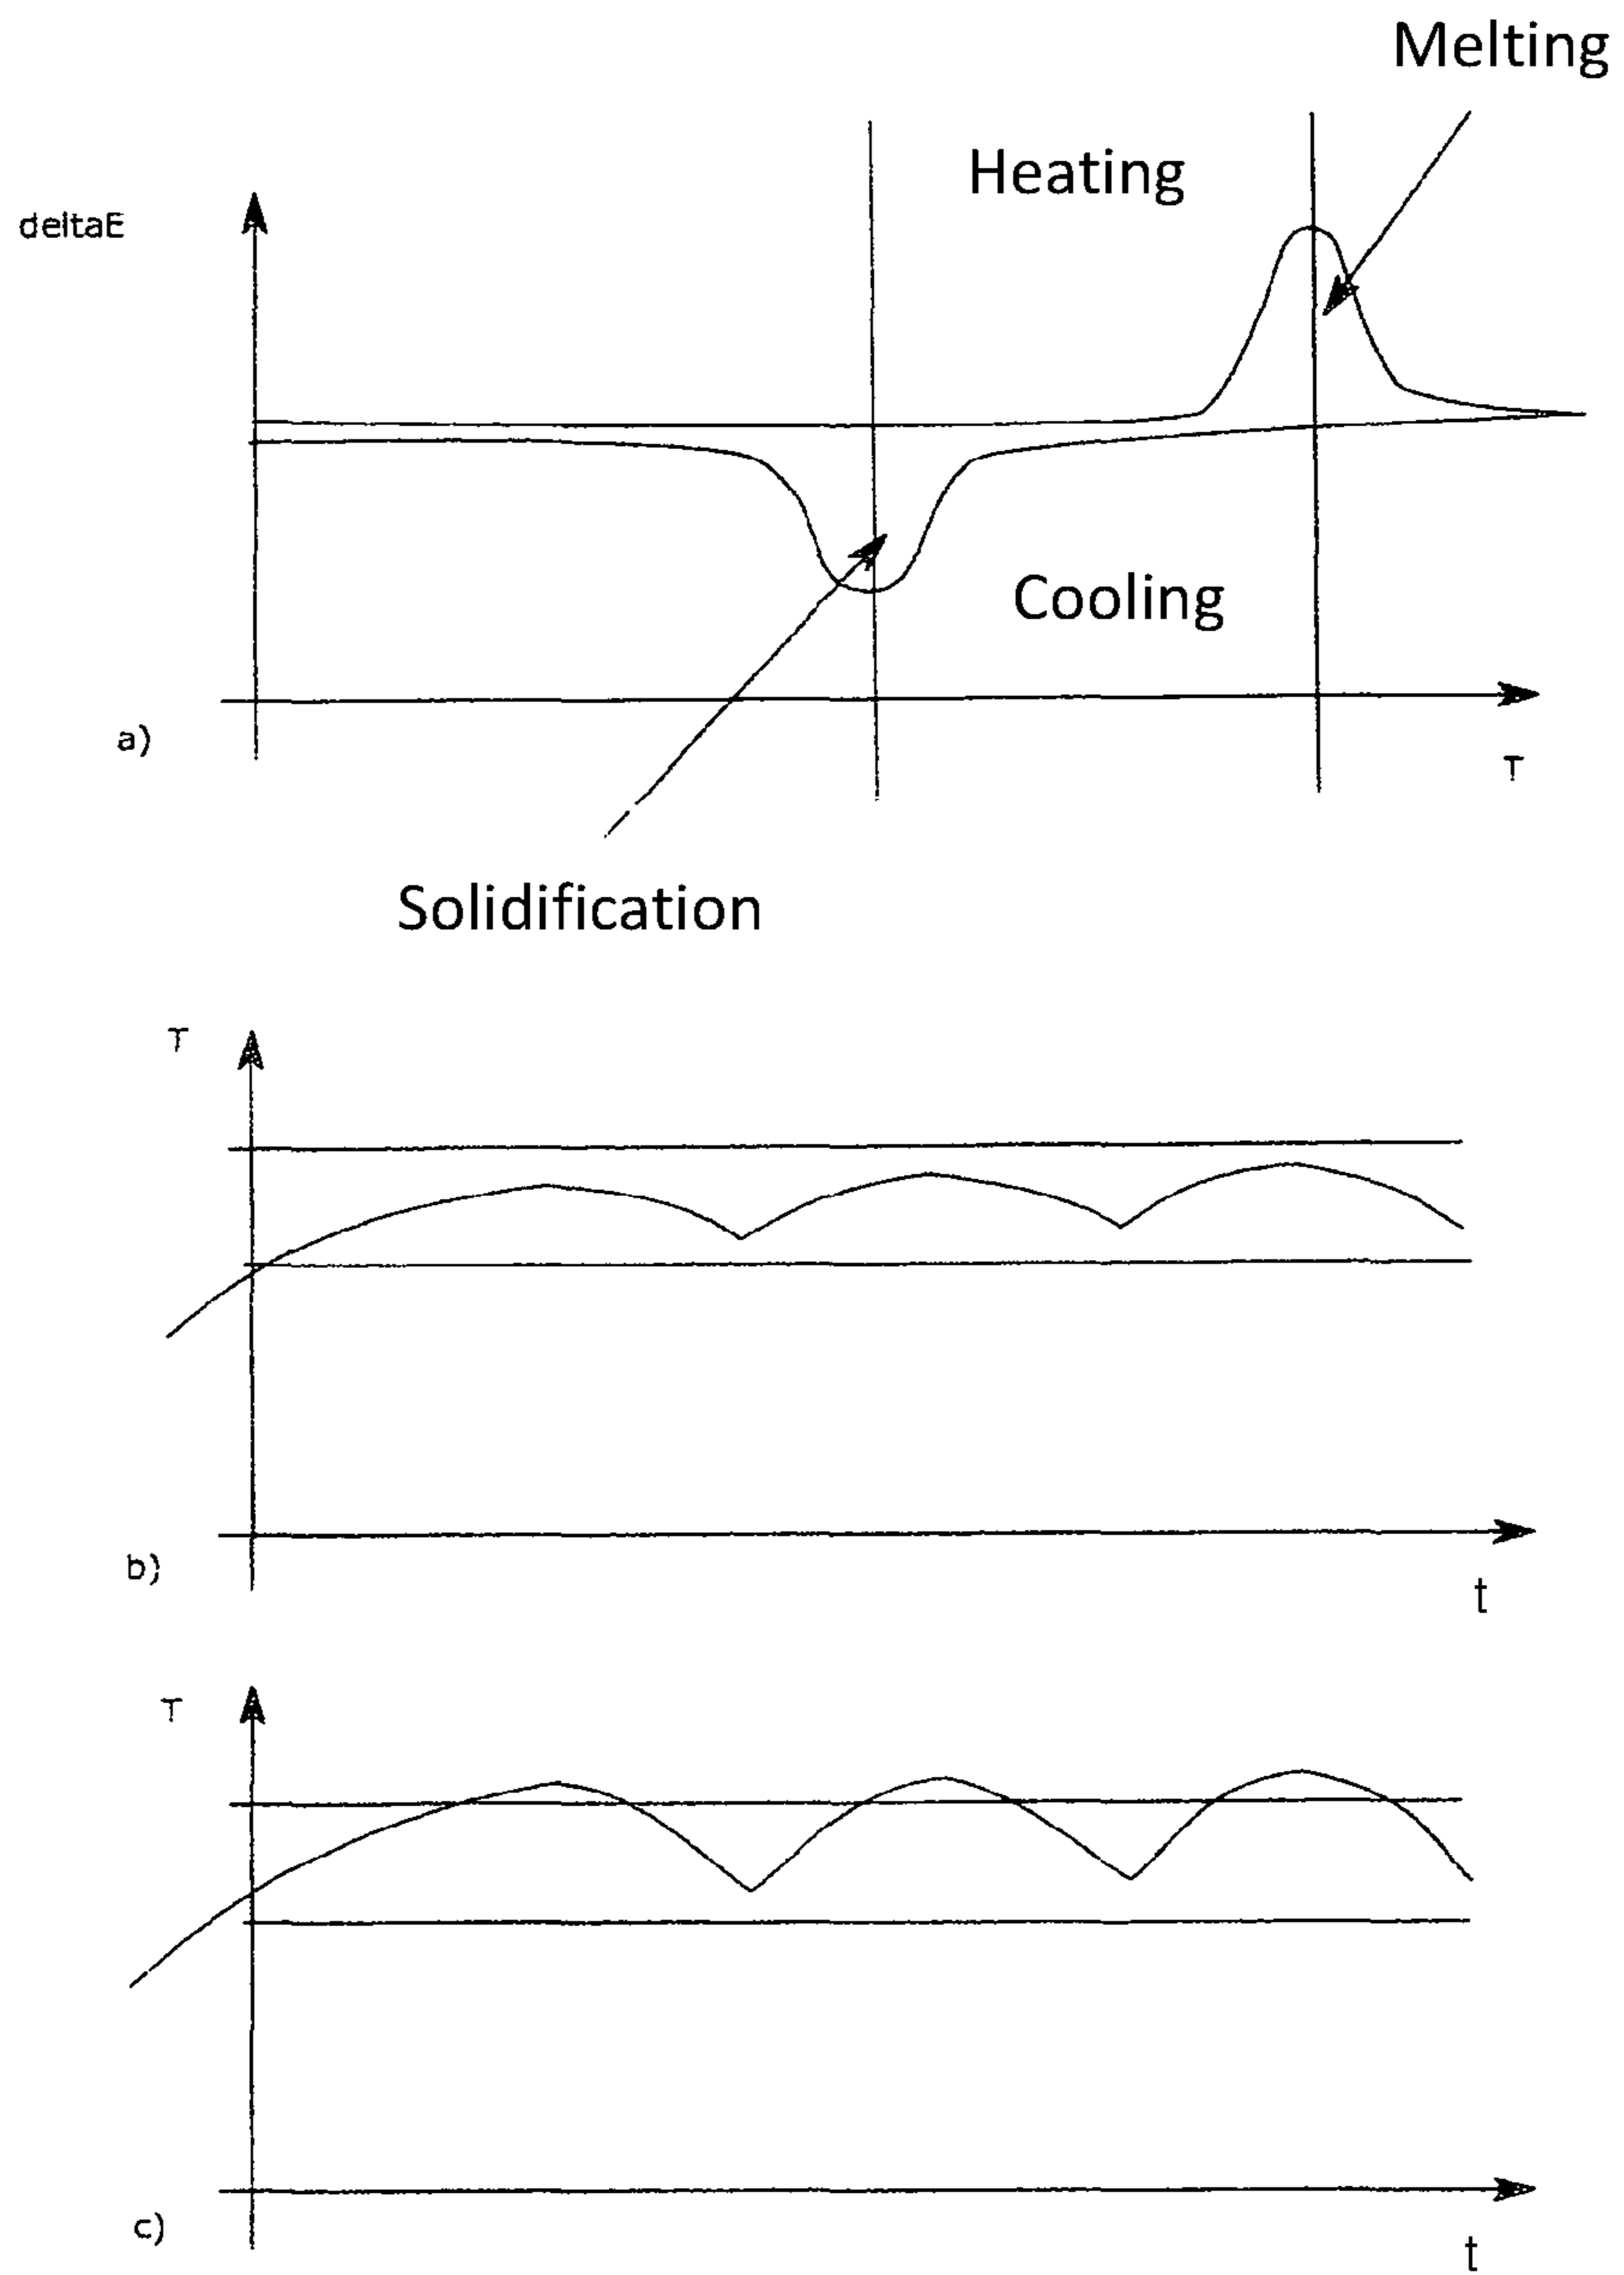 Melting
Heating
deltaE
Cooling
a)
T
Solidification
T
b)
t
T
c)
t